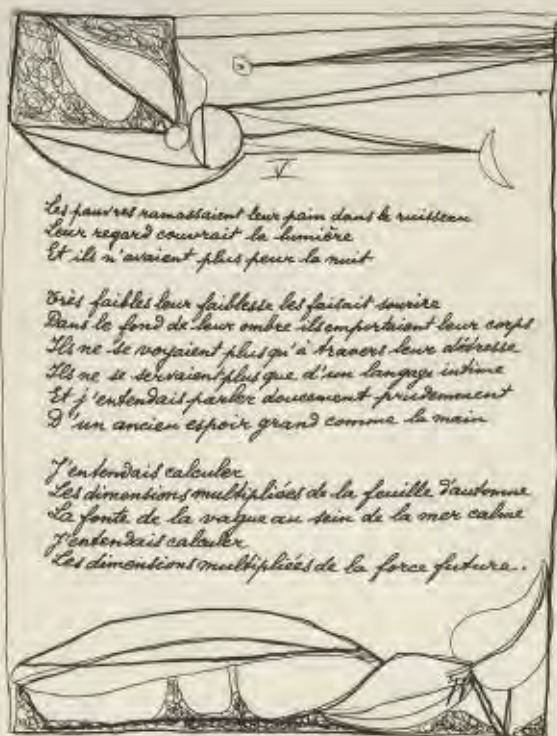 V
Les pauvres ramassaient leur pain dans le ruisseau
Leur regard couvrait la lumière
Et ils n'avaient plus peur la nuit
Très faibles leur faiblesse les faisait sourire
Dans le fond de leur ombre ils emportaient leur corps
Ils ne se voyaient plus qu'à travers leur détresse
Ils ne se servaient plus que d'un langage intime
Et j'entendais parler doucement prudemment
D'un ancien espoir grand comme la main
J'entendais calculer
Les dimensions multipliées de la feuille d'automne
La fonte de la vague au sein de la mer calme
J'entendais calculer
Les dimensions multipliées de la force future.